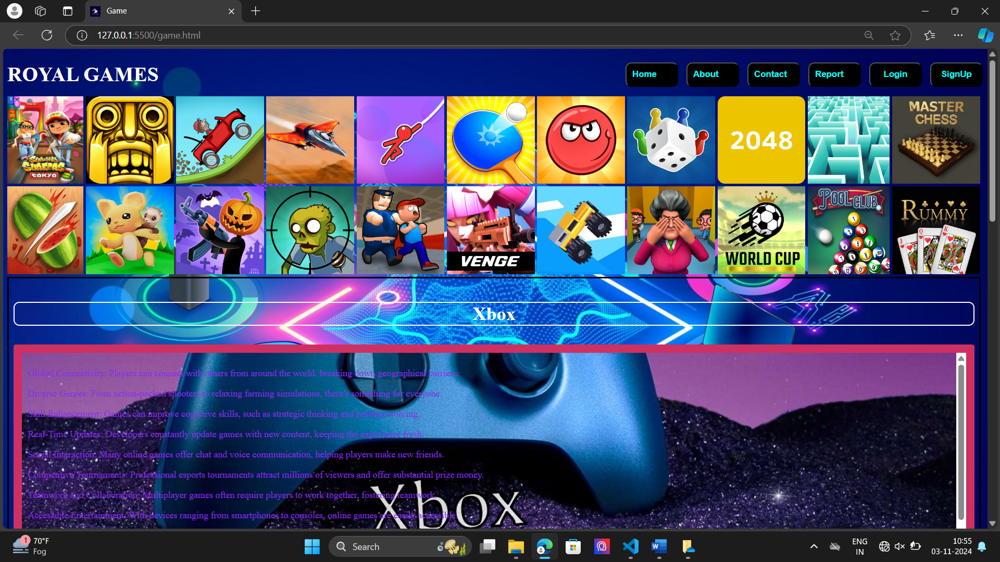 Game
127.0.0.1:5500/game.html
ROYAL GAMES
Home
About
Contact
Report
Login
SignUp
SUBWAY SURFERS
TOKYO
2048
MASTER
CHESS
VENGE
WORLD CUP
POOL CLUB
RUMMY
Xbox
Global Connectivity: Players can connect with others from around the world, breaking down geographical barriers.
Diverse Genres: From action-packed shooters to relaxing farming simulations, there's something for everyone.
Skill Enhancement: Games can improve cognitive skills, such as strategic thinking and problem-solving.
Real-Time Updates: Developers constantly update games with new content, keeping the experience fresh.
Social Interaction: Many online games offer chat and voice communication, helping players make new friends.
Competitive Tournaments: Professional esports tournaments attract millions of viewers and offer substantial prize money.
Teamwork and Collaboration: Multiplayer games often require players to work together, fostering teamwork.
Accessible Entertainment: With devices ranging from smartphones to consoles, online games are easily accessible.
Xbox
1
70°F
Fog
Search
ENG
IN
10:55
03-11-2024